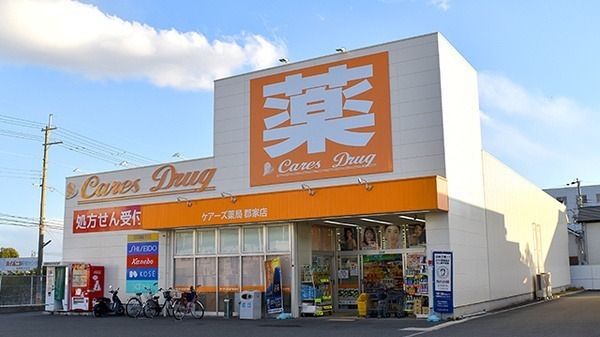 薬
Cares Drug
Cares Drug
処方せん受付
ケアーズ薬局 郡家店
SHISEIDO
Kanebo
KOSÉ